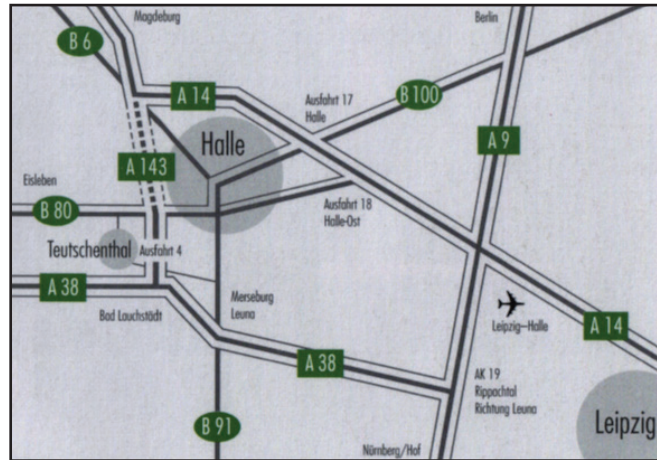 Magdeburg
Berlin
B 6
A 14
Ausfahrt 17
Halle
B 100
Halle
A 9
A 143
Eisleben
B 80
Ausfahrt 18
Halle-Ost
Teutschenthal
Ausfahrt 4
A 38
Merseburg
Leuna
Bad Lauchstädt
Leipzig–Halle
A 14
A 38
AK 19
Rippachtal
Richtung Leuna
B 91
Leipzig
Nürnberg/Hof